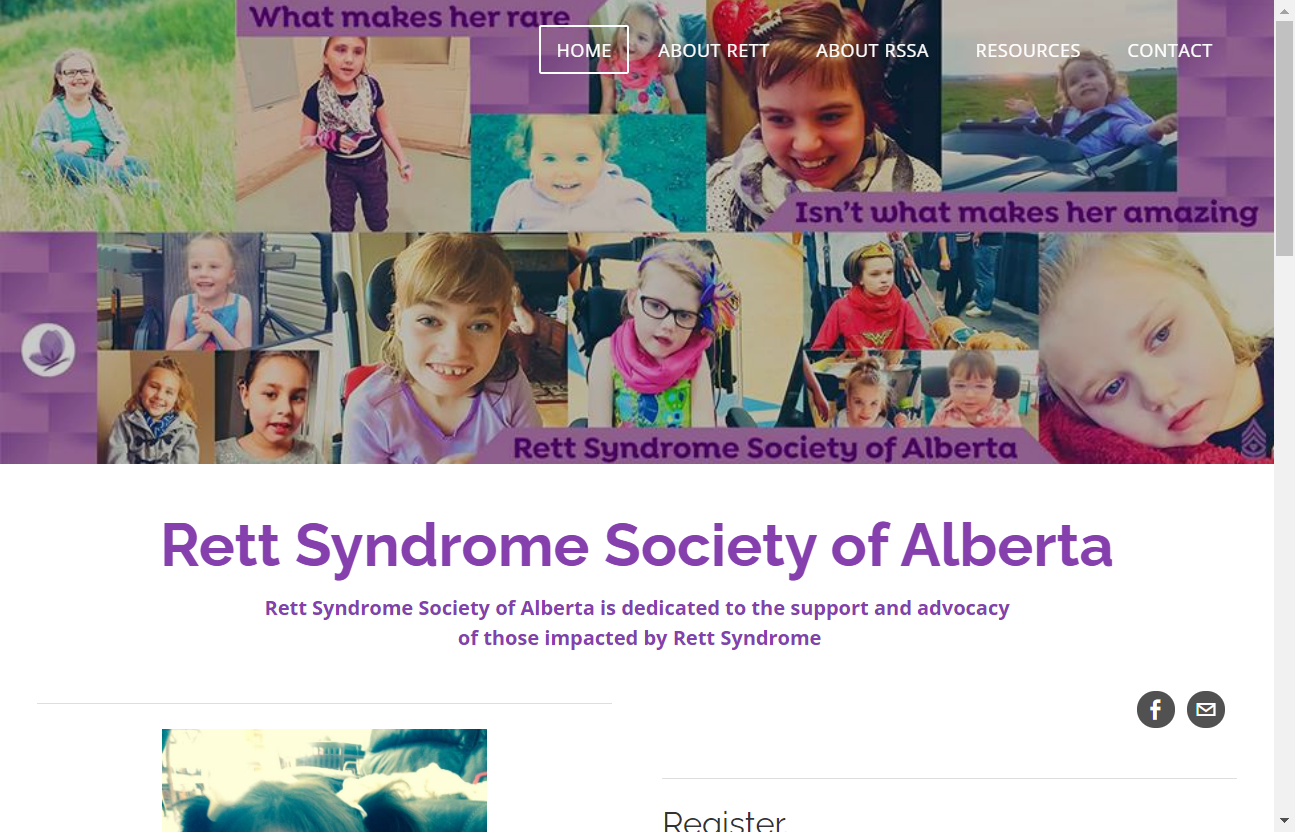 What makes her rare
HOME
ABOUT RETT
ABOUT RSSA
RESOURCES
CONTACT
Isn't what makes her amazing
Rett Syndrome Society of Alberta
Rett Syndrome Society of Alberta
Rett Syndrome Society of Alberta is dedicated to the support and advocacy
of those impacted by Rett Syndrome
Register